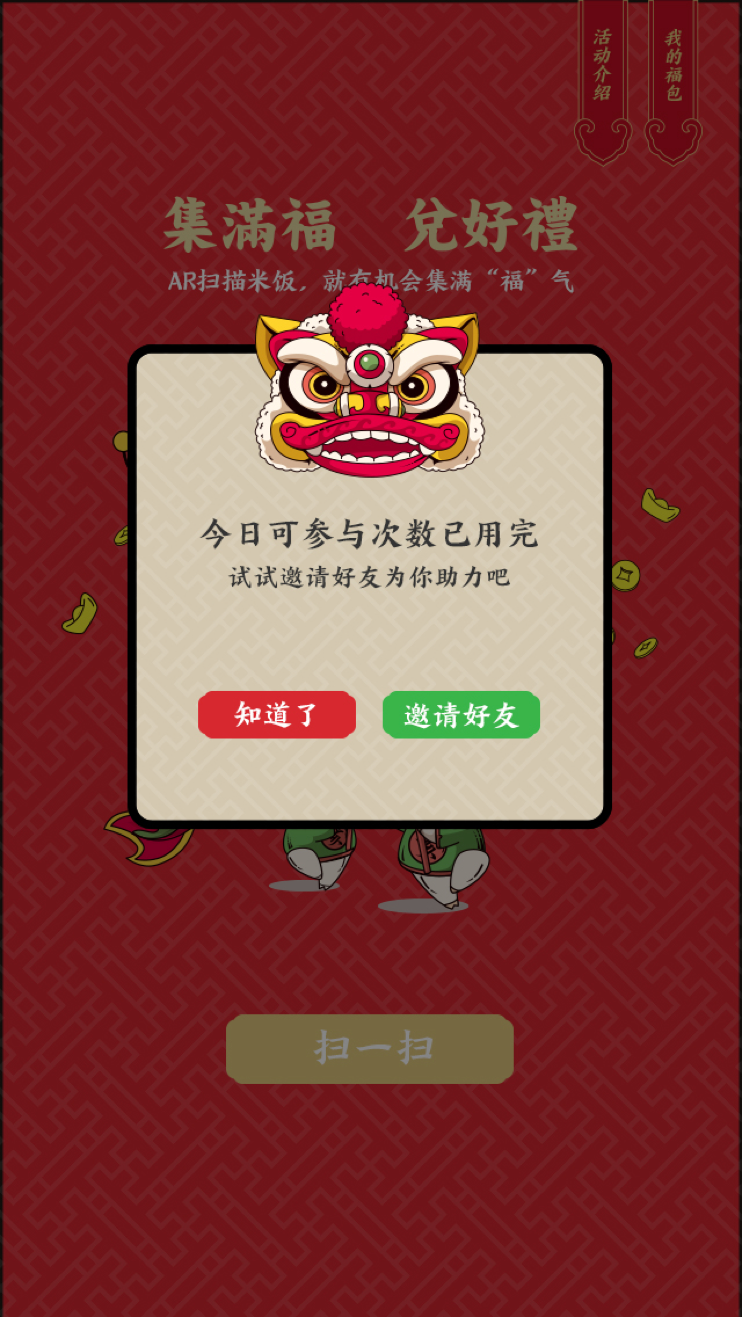 活动介绍
我的福包
集滿福 兌好禮
AR扫描米饭，就有机会集满“福”气
今日可参与次数已用完
试试邀请好友为你助力吧
知道了
邀请好友
扫一扫